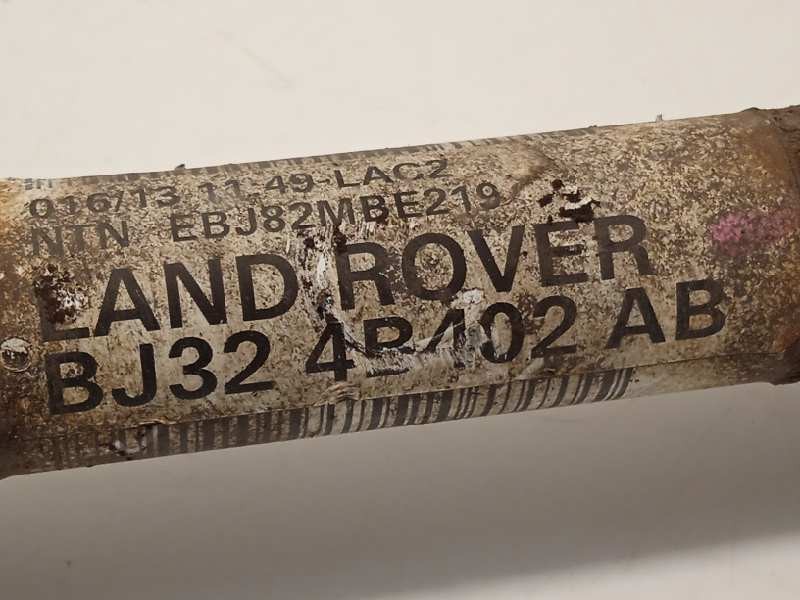 016/13 11:49 LAC2
NTN EBJ82MBE219
LAND ROVER
BJ32 4B402 AB